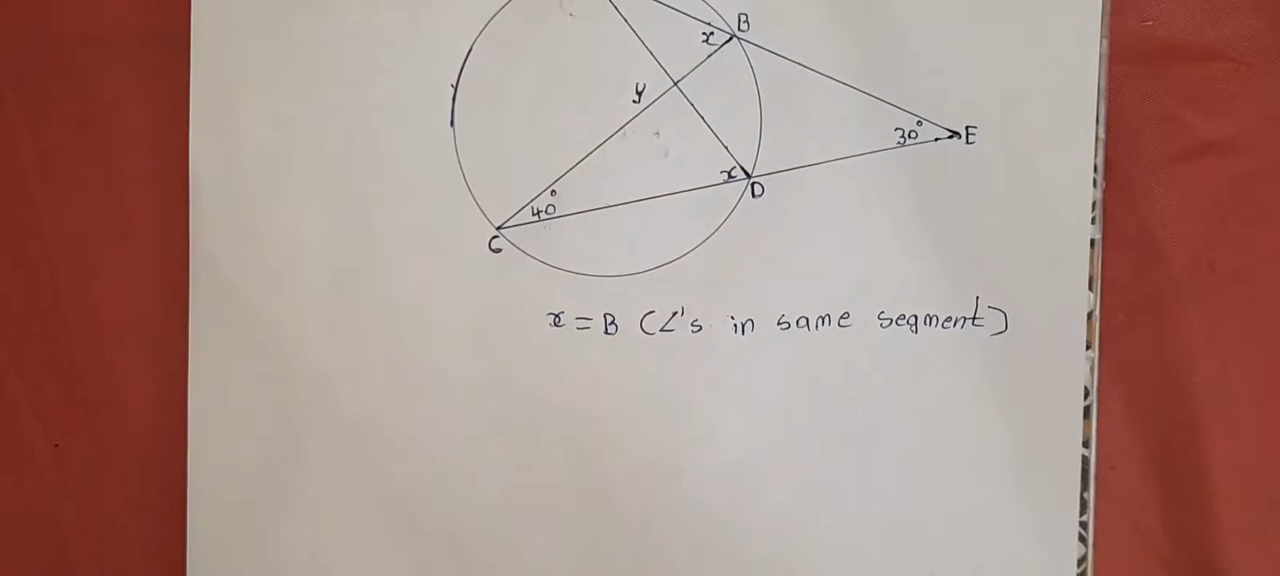 B
x
y
30°
E
x
D
40°
C
x = B (∠'s in same segment)